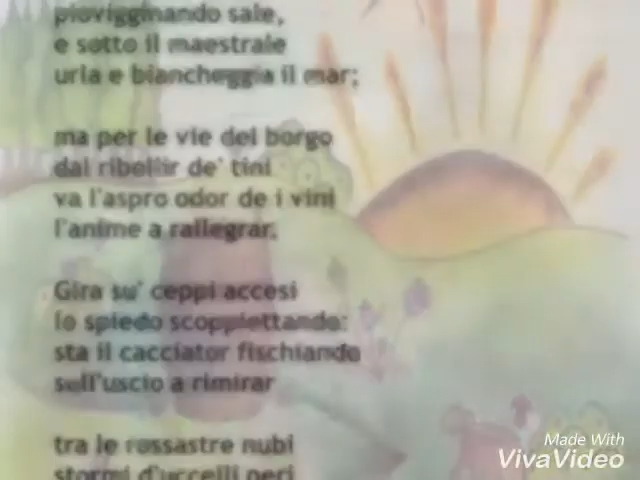 piovigginando sale,
e sotto il maestrale
urla e biancheggia il mar;
ma per le vie del borgo
dal ribollir de' tini
va l'aspro odor de i vini
l'anime a rallegrar.
Gira su' ceppi accesi
lo spiedo scoppiettando:
sta il cacciator fischiando
sull'uscio a rimirar
tra le rossastre nubi
stormi d'uccelli neri
Made With
VivaVideo